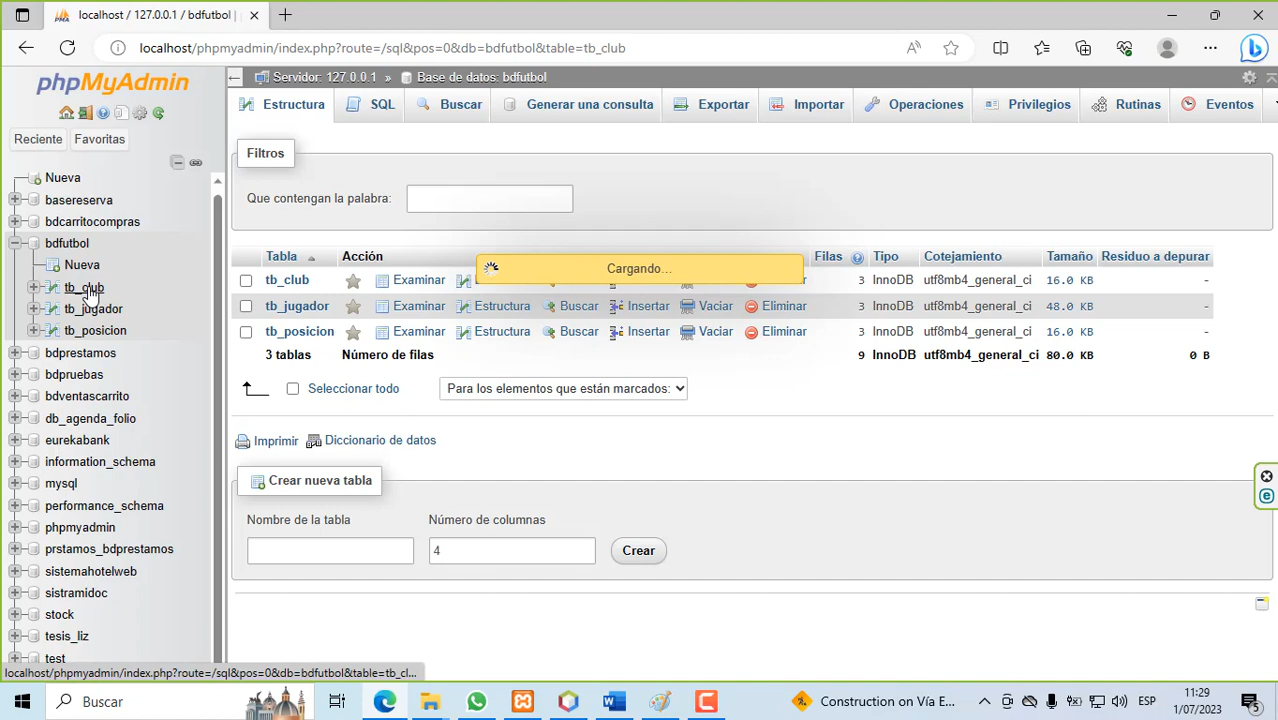 localhost / 127.0.0.1 / bdfutbol |
localhost/phpmyadmin/index.php?route=/sql&pos=0&db=bdfutbol&table=tb_club
phpMyAdmin
Reciente
Favoritas
Nueva
basereserva
bdcarritocompras
bdfutbol
Nueva
tb_club
tb_jugador
tb_posicion
bdprestamos
bdpruebas
bdventascarrito
db_agenda_folio
eurekabank
information_schema
mysql
performance_schema
phpmyadmin
prstamos_bdprestamos
sistemahotelweb
sistramidoc
stock
tesis_liz
test
Servidor: 127.0.0.1 » Base de datos: bdfutbol
Estructura SQL Buscar Generar una consulta Exportar Importar Operaciones Privilegios Rutinas Eventos
Filtros
Que contengan la palabra:
Tabla Acción Filas Tipo Cotejamiento Tamaño Residuo a depurar
Cargando...
tb_club Examinar 3 InnoDB utf8mb4_general_ci 16.0 KB -
tb_jugador Examinar Estructura Buscar Insertar Vaciar Eliminar 3 InnoDB utf8mb4_general_ci 48.0 KB -
tb_posicion Examinar Estructura Buscar Insertar Vaciar Eliminar 3 InnoDB utf8mb4_general_ci 16.0 KB -
3 tablas Número de filas 9 InnoDB utf8mb4_general_ci 80.0 KB 0 B
Seleccionar todo
Para los elementos que están marcados:
Imprimir Diccionario de datos
Crear nueva tabla
Nombre de la tabla Número de columnas
4 Crear
localhost/phpmyadmin/index.php?route=/sql&pos=0&db=bdfutbol&table=tb_cl...
Buscar
Construction on Vía E...
ESP
11:29
1/07/2023
5